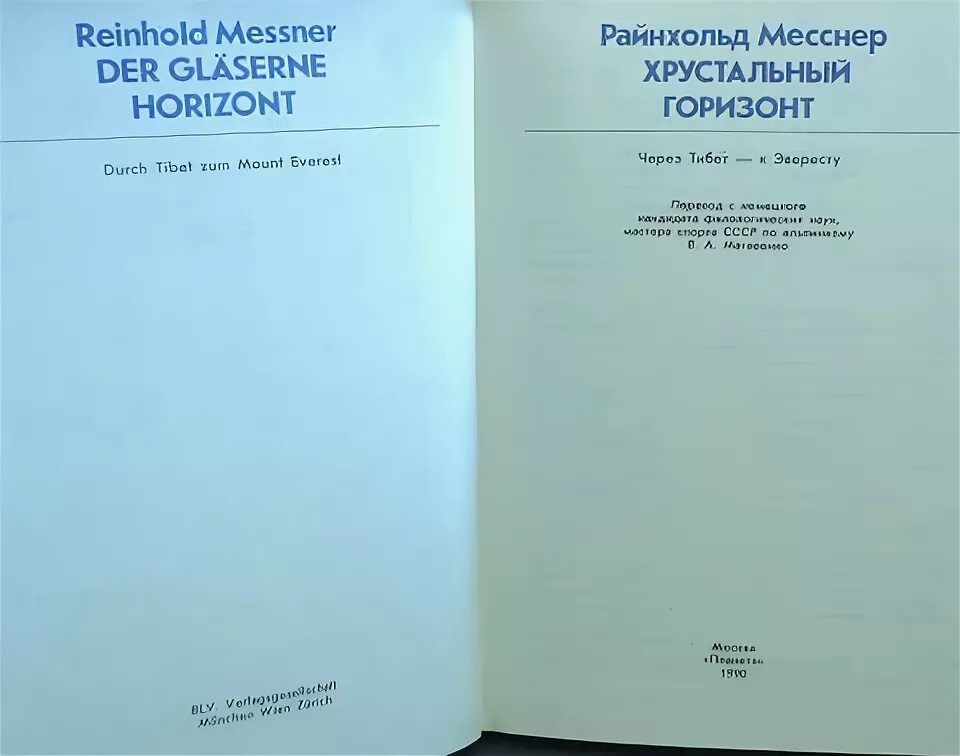 Reinhold Messner
DER GLÄSERNE
HORIZONT
Durch Tibet zum Mount Everest
BLV. Verlagsgesellschaft
München Wien Zürich
Райнхольд Месснер
ХРУСТАЛЬНЫЙ
ГОРИЗОНТ
Через Тибет — к Эвересту
Перевод с немецкого
кандидата филологических наук,
мастера спорта СССР по альпинизму
В. А.
Москва
1990